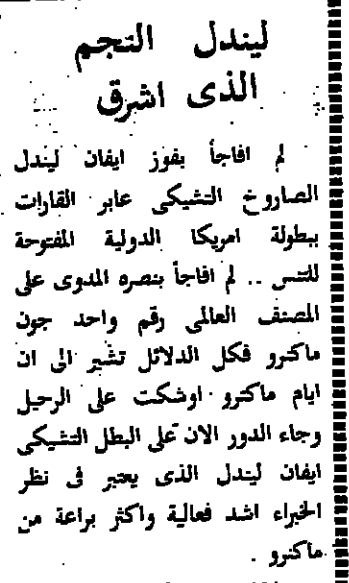 ليندل النجم
الذى اشرق
لم افاجأ بفوز ايفان ليندل
الصاروخ التشيكى عابر القارات
ببطولة امريكا الدولية المفتوحة
للتنس .. لم افاجأ بنصره المدوى على
المصنف العالمى رقم واحد جون
ماكنرو فكل الدلائل تشير الى ان
ايام ماكنرو اوشكت على الرحيل
وجاء الدور الان على البطل التشيكى
ايفان ليندل الذى يعتبر فى نظر
الخبراء اشد فعالية واكثر براعة من
ماكنرو .